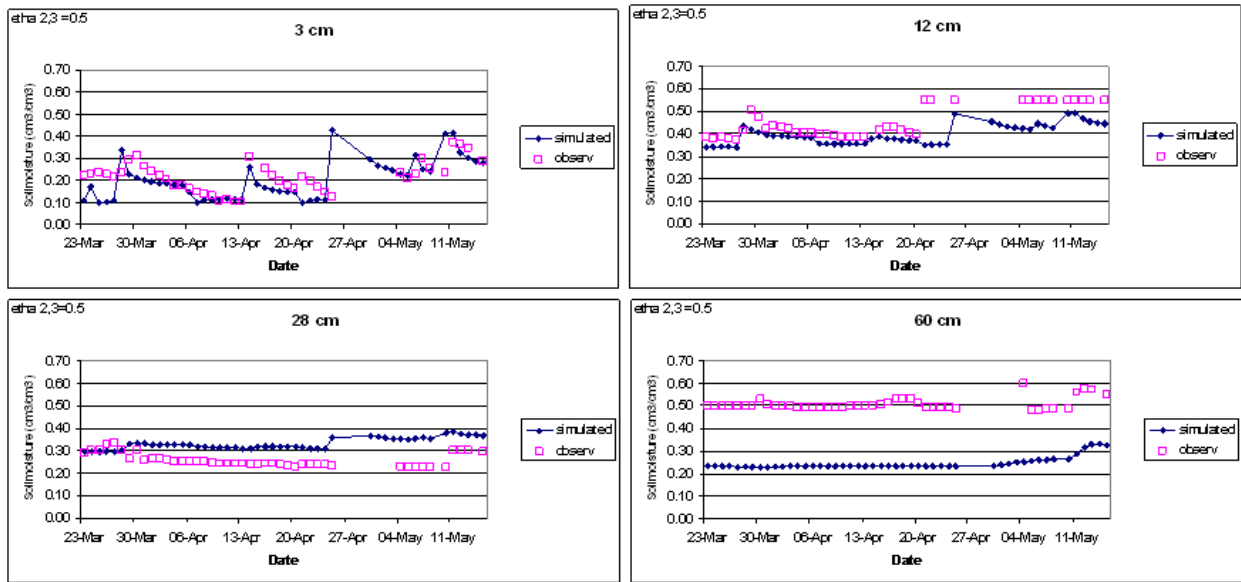 etha 2,3 =0.5
3 cm
Soilmoisture (cm3/cm3)
0.70
0.60
0.50
0.40
0.30
0.20
0.10
0.00
23-Mar 30-Mar 06-Apr 13-Apr 20-Apr 27-Apr 04-May 11-May
Date
simulated
observ
etha 2,3=0.5
12 cm
Soilmoisture (cm3/cm3)
0.70
0.60
0.50
0.40
0.30
0.20
0.10
0.00
23-Mar 30-Mar 06-Apr 13-Apr 20-Apr 27-Apr 04-May 11-May
Date
simulated
observ
etha 2,3=0.5
28 cm
Soilmoisture (cm3/cm3)
0.70
0.60
0.50
0.40
0.30
0.20
0.10
0.00
23-Mar 30-Mar 06-Apr 13-Apr 20-Apr 27-Apr 04-May 11-May
Date
simulated
observ
etha 2,3=0.5
60 cm
Soilmoisture (cm3/cm3)
0.70
0.60
0.50
0.40
0.30
0.20
0.10
0.00
23-Mar 30-Mar 06-Apr 13-Apr 20-Apr 27-Apr 04-May 11-May
Date
simulated
observ